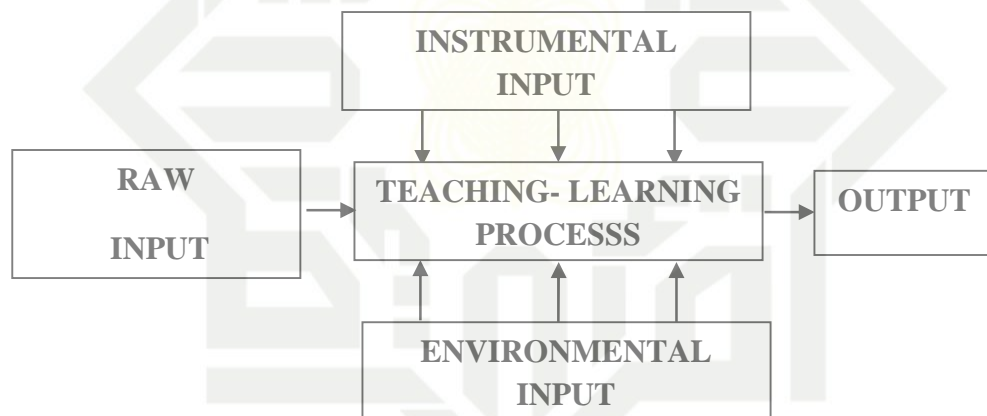 INSTRUMENTAL
INPUT
RAW
INPUT
TEACHING- LEARNING
PROCESSS
OUTPUT
ENVIRONMENTAL
INPUT